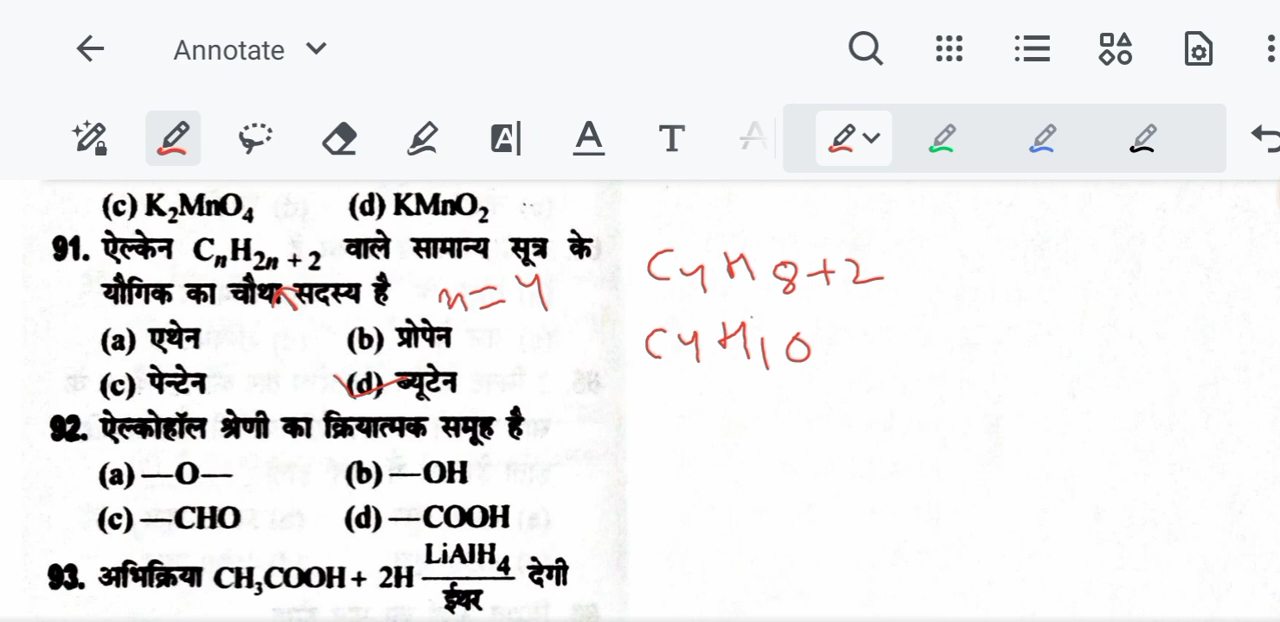 Annotate
(c) K₂MnO₄ (d) KMnO₂
91. ऐल्केन CₙH₂ₙ₊₂ वाले सामान्य सूत्र के
यौगिक का चौथा सदस्य है n=4
(a) एथेन (b) प्रोपेन
(c) पेन्टेन (d) ब्यूटेन
C4H8+2
C4H10
92. ऐल्कोहॉल श्रेणी का क्रियात्मक समूह है
(a) —O— (b) —OH
(c) —CHO (d) —COOH
93. अभिक्रिया CH₃COOH + 2H LiAlH₄ देगी
ईथर